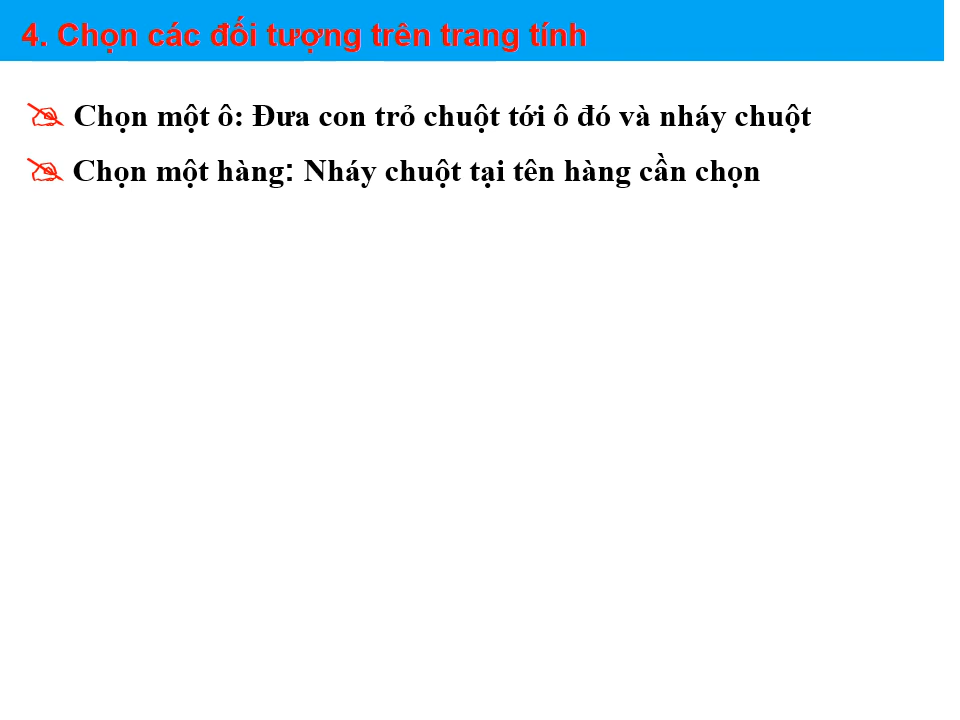 4. Chọn các đối tượng trên trang tính
Chọn một ô: Đưa con trỏ chuột tới ô đó và nháy chuột
Chọn một hàng: Nháy chuột tại tên hàng cần chọn